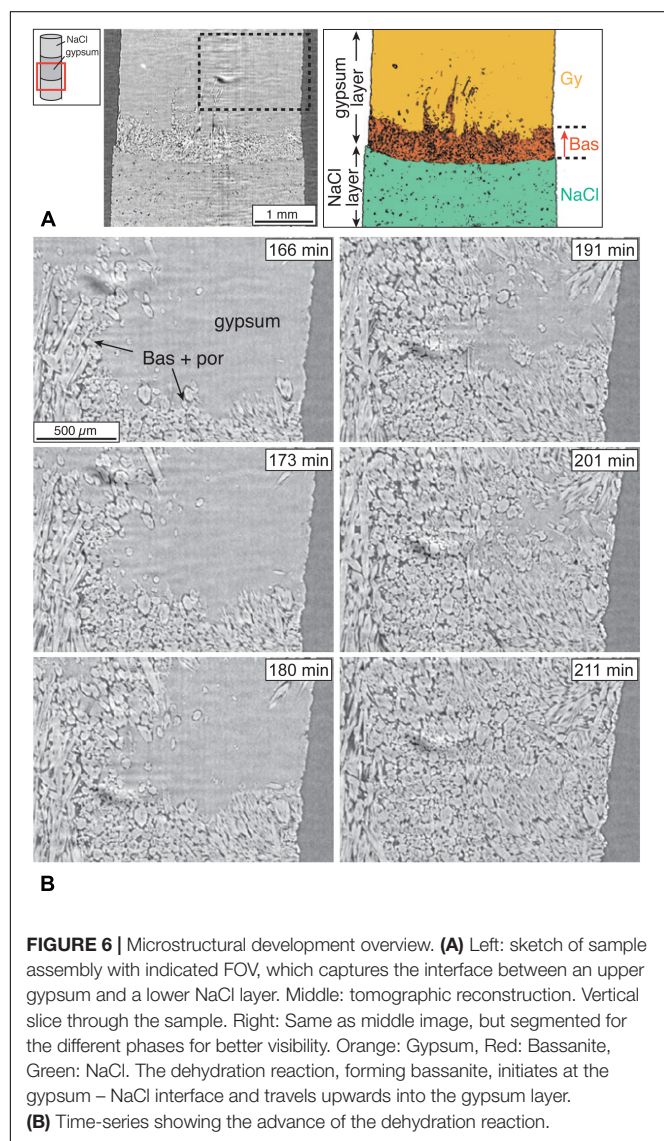 NaCl
gypsum
gypsum
layer
NaCl
layer
Gy
Bas
NaCl
1 mm
A
166 min
191 min
gypsum
Bas + por
500 µm
173 min
201 min
180 min
211 min
B
FIGURE 6 | Microstructural development overview. (A) Left: sketch of sample
assembly with indicated FOV, which captures the interface between an upper
gypsum and a lower NaCl layer. Middle: tomographic reconstruction. Vertical
slice through the sample. Right: Same as middle image, but segmented for
the different phases for better visibility. Orange: Gypsum, Red: Bassanite,
Green: NaCl. The dehydration reaction, forming bassanite, initiates at the
gypsum – NaCl interface and travels upwards into the gypsum layer.
(B) Time-series showing the advance of the dehydration reaction.